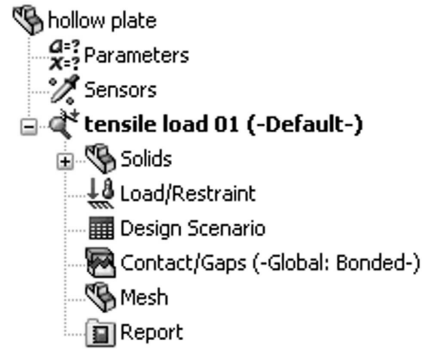 hollow plate
Parameters
Sensors
tensile load 01 (-Default-)
Solids
Load/Restraint
Design Scenario
Contact/Gaps (-Global: Bonded-)
Mesh
Report